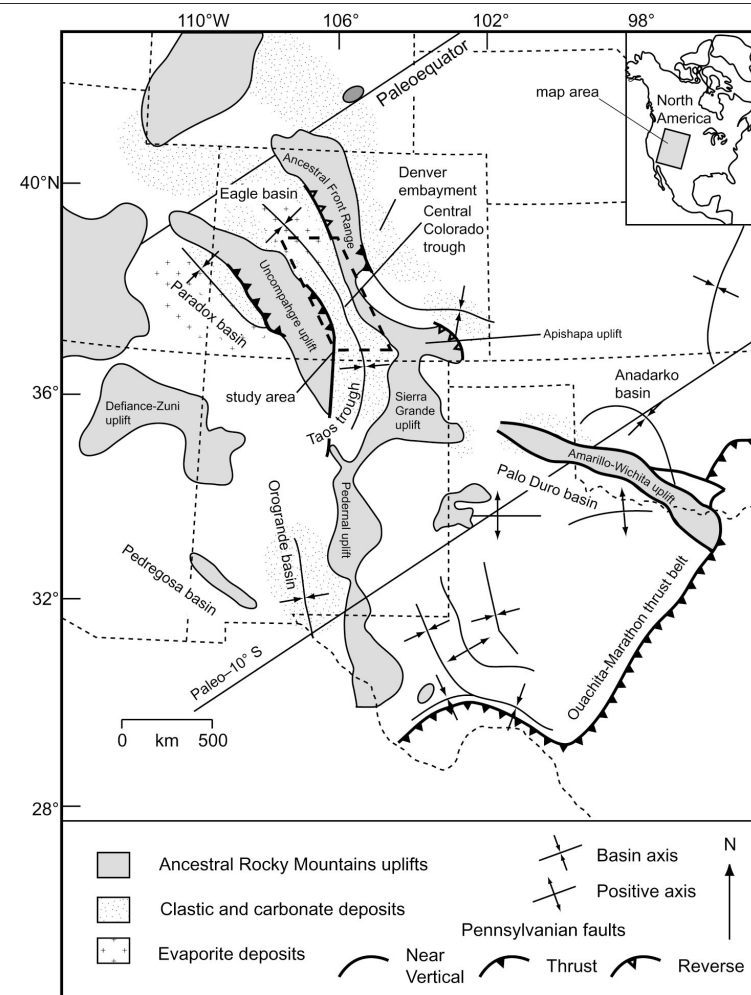 110°W
106°
102°
98°
Paleoequator
map area
North
America
40°N
Ancestral Front Range
Eagle basin
Denver
embayment
Central
Colorado
trough
Uncompahgre uplift
Paradox basin
Apishapa uplift
36°
study area
Taos trough
Sierra
Grande
uplift
Defiance-Zuni
uplift
Anadarko
basin
Amarillo-Wichita uplift
Palo Duro basin
Orogrande basin
Pedernal uplift
Pedregosa basin
32°
Paleo–10° S
Ouachita-Marathon thrust belt
0 km 500
28°
Ancestral Rocky Mountains uplifts
Clastic and carbonate deposits
Evaporite deposits
Basin axis
Positive axis
N
Pennsylvanian faults
Near
Vertical
Thrust
Reverse